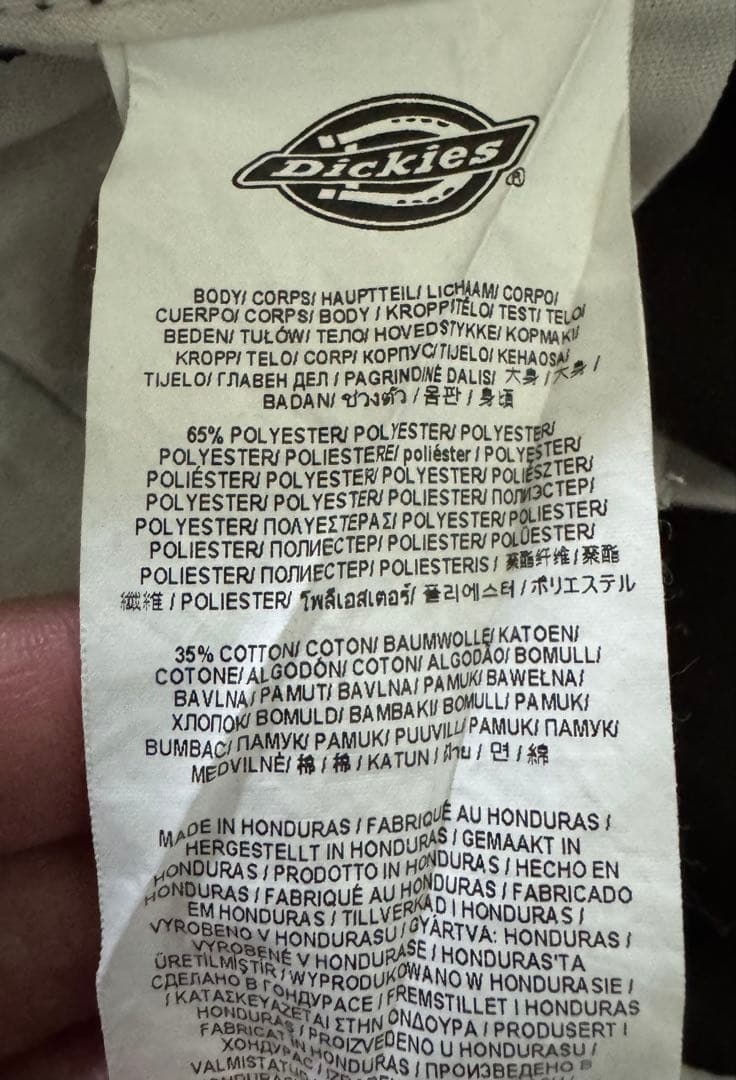 Dickies®
BODY/ CORPS/ HAUPTTEIL/ LICHAAM/ CORPO/
CUERPO/ CORPS/ BODY / KROPP/TĚLO/ TEST/ TELO/
BEDEN/ TUŁÓW/ ТЕЛО/ HOVEDSTYKKE/ ΚΟΡΜΑΚΙ/
KROPP/ TELO/ CORP/ КОРПУС/TIJELO/ KEHAOSA/
TIJELO/ ГЛАВЕН ДЕЛ / PAGRINDINĖ DALIS/ 大身 / 大身 /
BADAN/ ช่วงตัว / 몸판 / 身頃
65% POLYESTER/ POLYESTER/ POLYESTER/
POLYESTER/ POLIESTERE/ poliéster / POLYESTER/
POLIÉSTER/ POLYESTER/ POLYESTER/ POLIÉSZTER/
POLYESTER/ POLYESTER/ POLIESTER/ ПОЛИЭСТЕР/
POLYESTER/ ΠΟΛΥΕΣΤΕΡΑΣ/ POLYESTER/ POLIESTER/
POLIESTER/ ПОЛИЕСТЕР/ POLIESTER/ POLÜESTER/
POLIESTER/ ПОЛИЕСТЕР/ POLIESTERIS / 聚酯纤维 / 聚酯
纖維 / POLIESTER/ โพลีเอสเตอร์/ 폴리에스터 / ポリエステル
35% COTTON/ COTON/ BAUMWOLLE/ KATOEN/
COTONE/ ALGODÓN/ COTON/ ALGODÃO/ BOMULL/
BAVLNA/ PAMUT/ BAVLNA/ PAMUK/ BAWEŁNA/
ХЛОПОК/ BOMULD/ BAMBAKI/ BOMULL/ PAMUK/
BUMBAC/ ПАМУК/ PAMUK/ PUUVILL/ PAMUK/ ПАМУК/
MEDVILNĖ/ 棉 / 棉 / KATUN / ฝ้าย / 면 / 綿
MADE IN HONDURAS / FABRIQUÉ AU HONDURAS /
HERGESTELLT IN HONDURAS / GEMAAKT IN
HONDURAS / PRODOTTO IN HONDURAS / HECHO EN
HONDURAS / FABRIQUÉ AU HONDURAS / FABRICADO
EM HONDURAS / TILLVERKAD I HONDURAS /
VYROBENO V HONDURASU / GYÁRTVA: HONDURAS /
VYROBENÉ V HONDURASE / HONDURAS'TA
ÜRETİLMİŞTİR / WYPRODUKOWANO W HONDURASIE /
СДЕЛАНО В ГОНДУРАСЕ / FREMSTILLET I HONDURAS
/ ΚΑΤΑΣΚΕΥΑΖΕΤΑΙ ΣΤΗΝ ΟΝΔΟΥΡΑ / PRODUSERT I
HONDURAS / PROIZVEDENO U HONDURASU /
FABRICAT IN HONDURAS / ПРОИЗВЕДЕНО В
ХОНДУРАС /